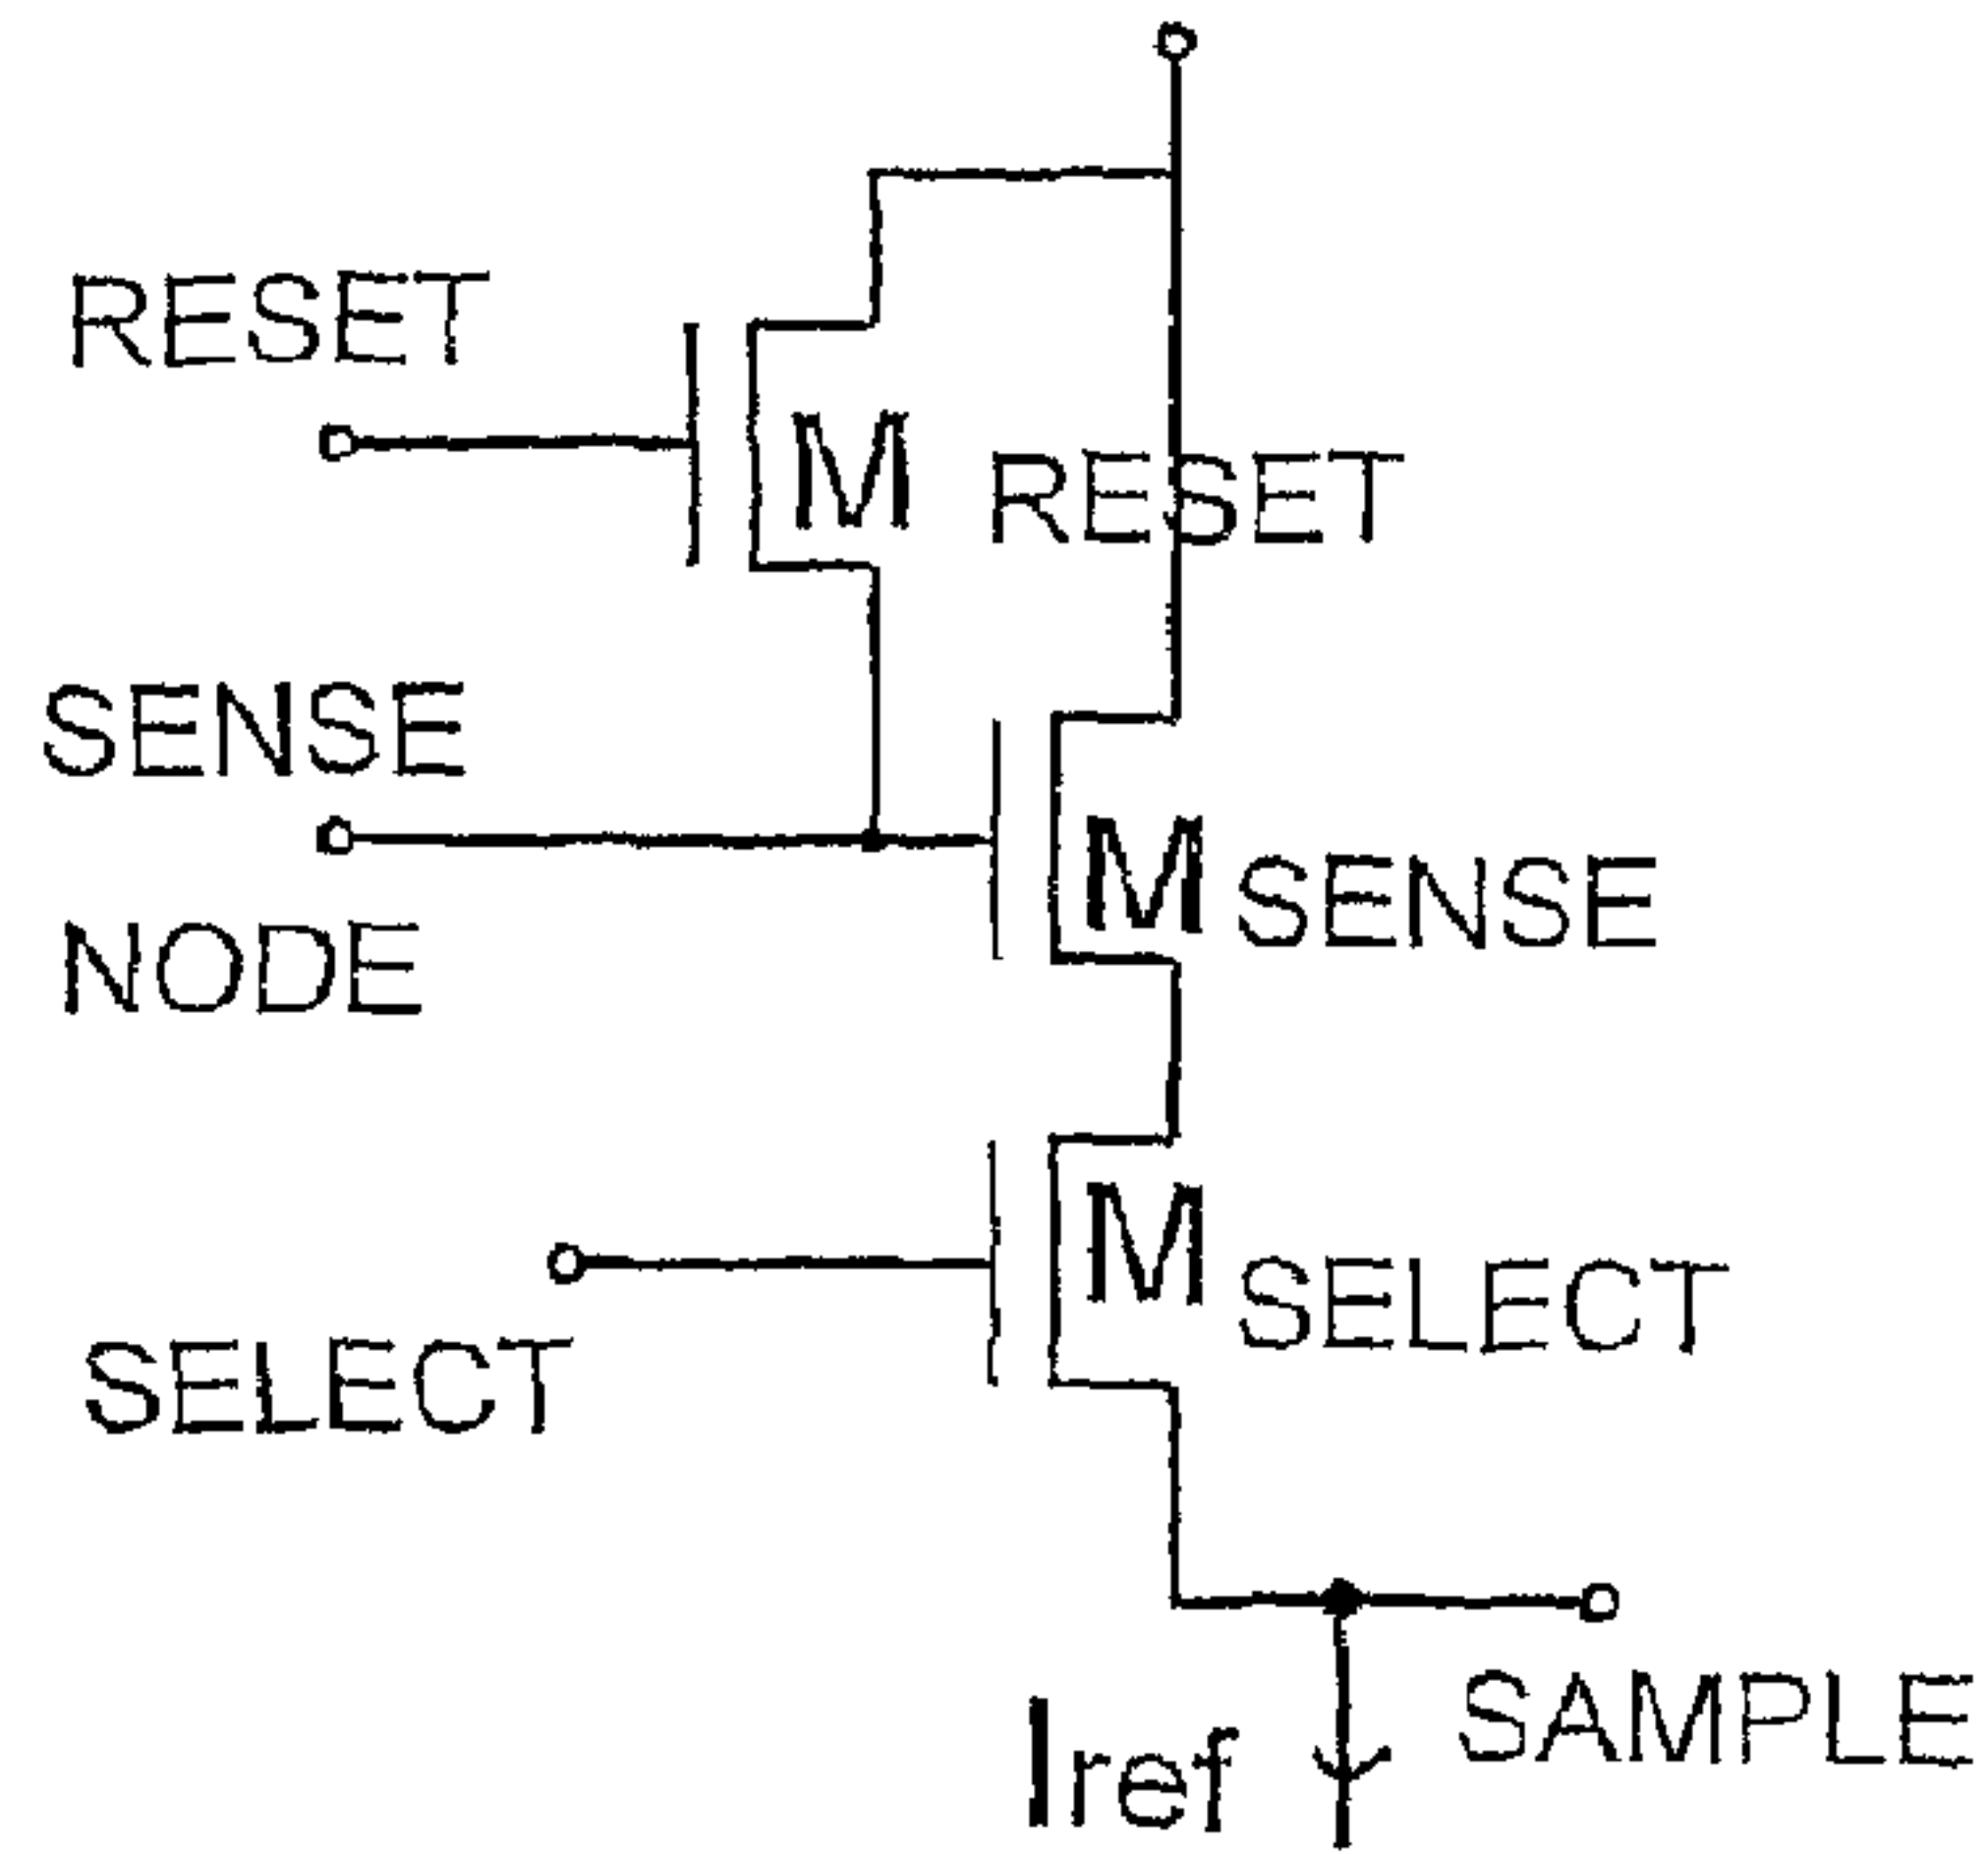 RESET
M RESET
SENSE
NODE
M SENSE
SELECT
M SELECT
SAMPLE
Iref